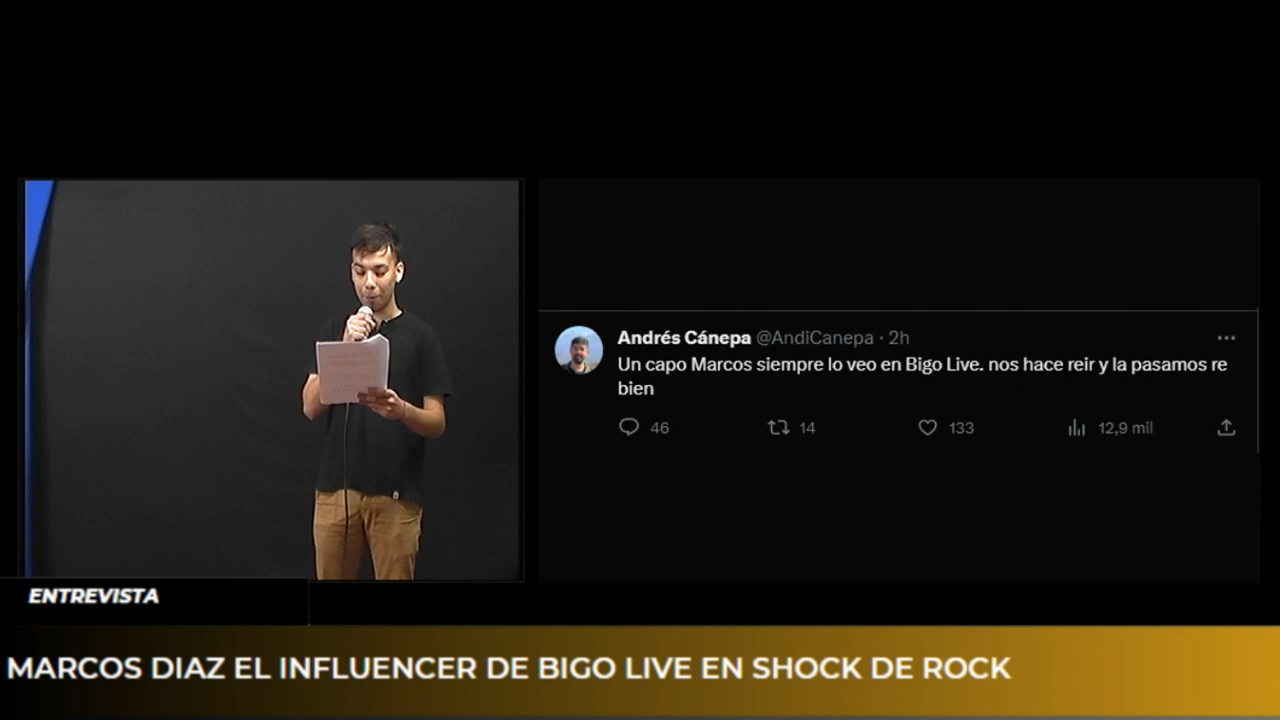 Andrés Cánepa @AndiCanepa · 2h
Un capo Marcos siempre lo veo en Bigo Live. nos hace reir y la pasamos re
bien
46 14 133 12,9 mil
ENTREVISTA
MARCOS DIAZ EL INFLUENCER DE BIGO LIVE EN SHOCK DE ROCK